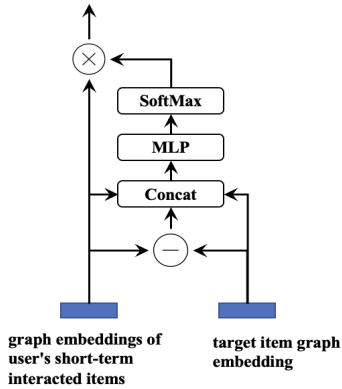 SoftMax
MLP
Concat
graph embeddings of
user's short-term
interacted items
target item graph
embedding